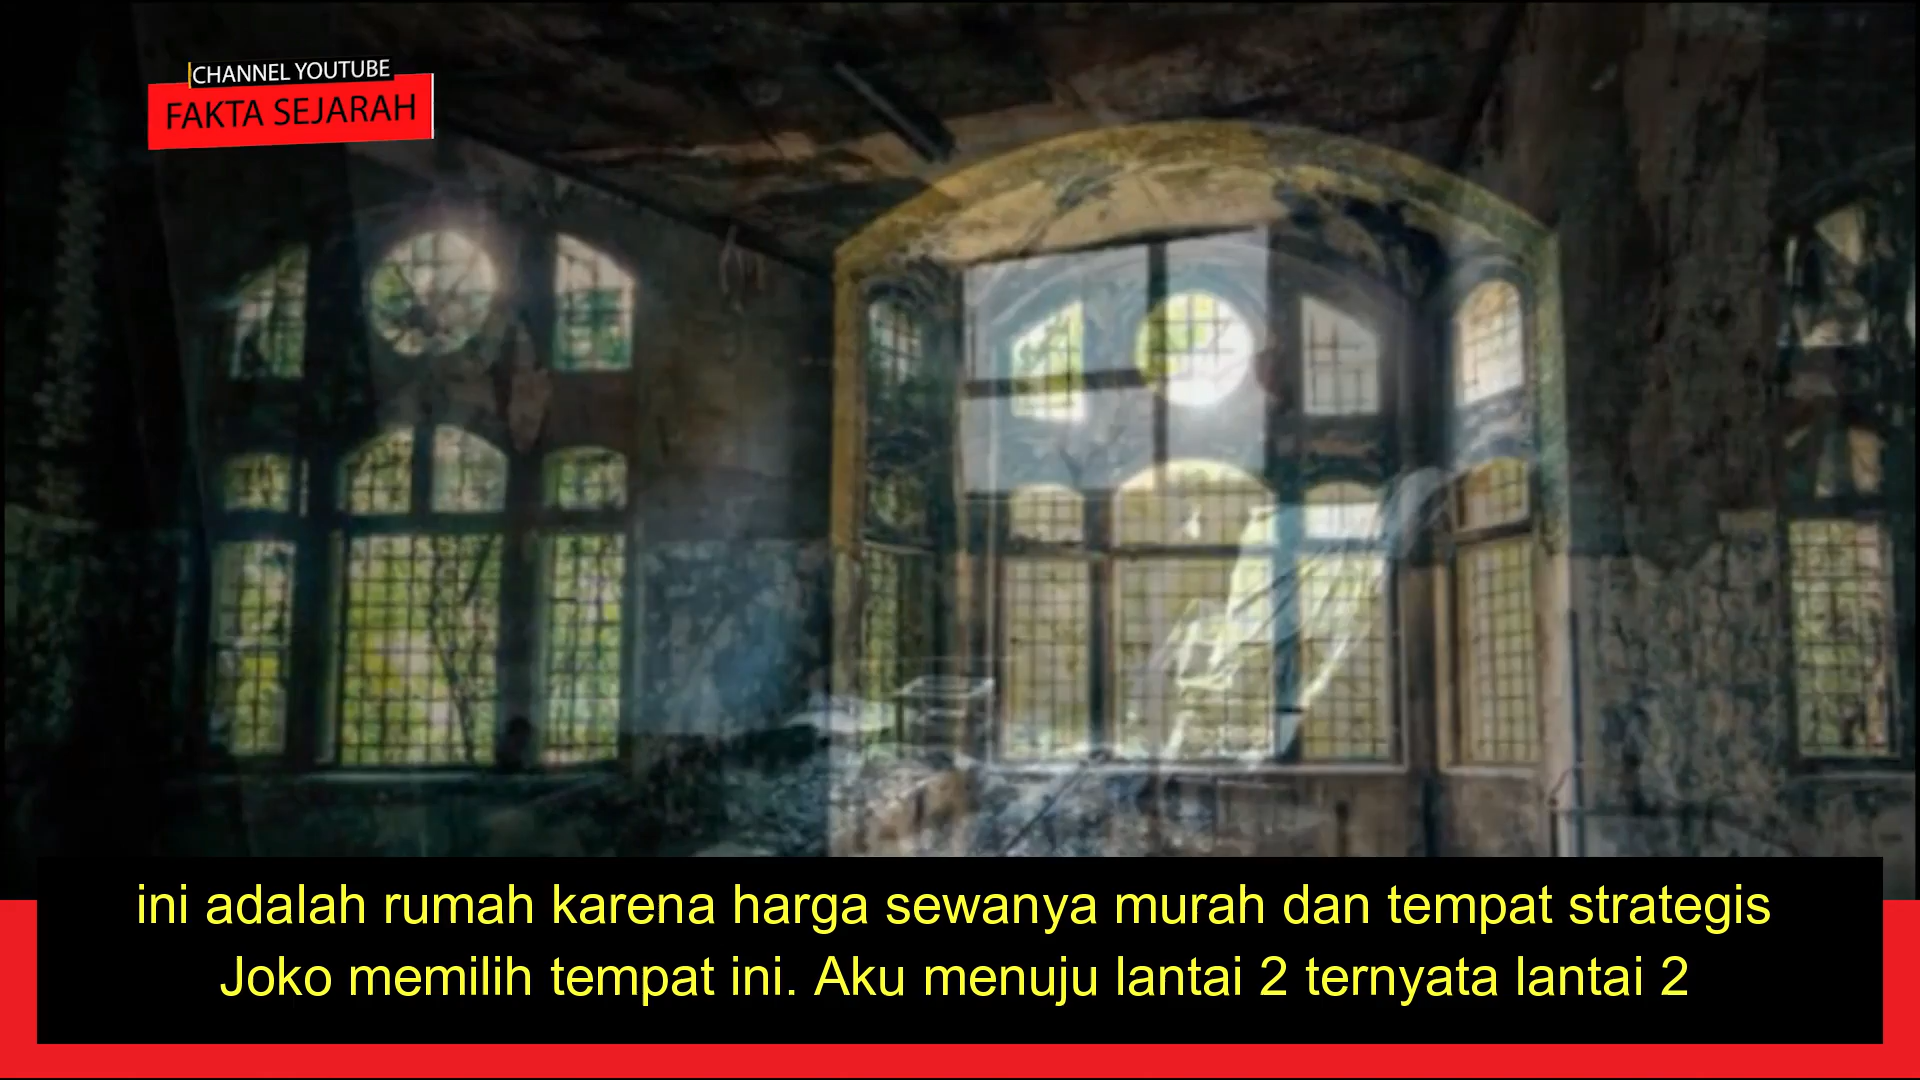 CHANNEL YOUTUBE
FAKTA SEJARAH
ini adalah rumah karena harga sewanya murah dan tempat strategis
Joko memilih tempat ini. Aku menuju lantai 2 ternyata lantai 2